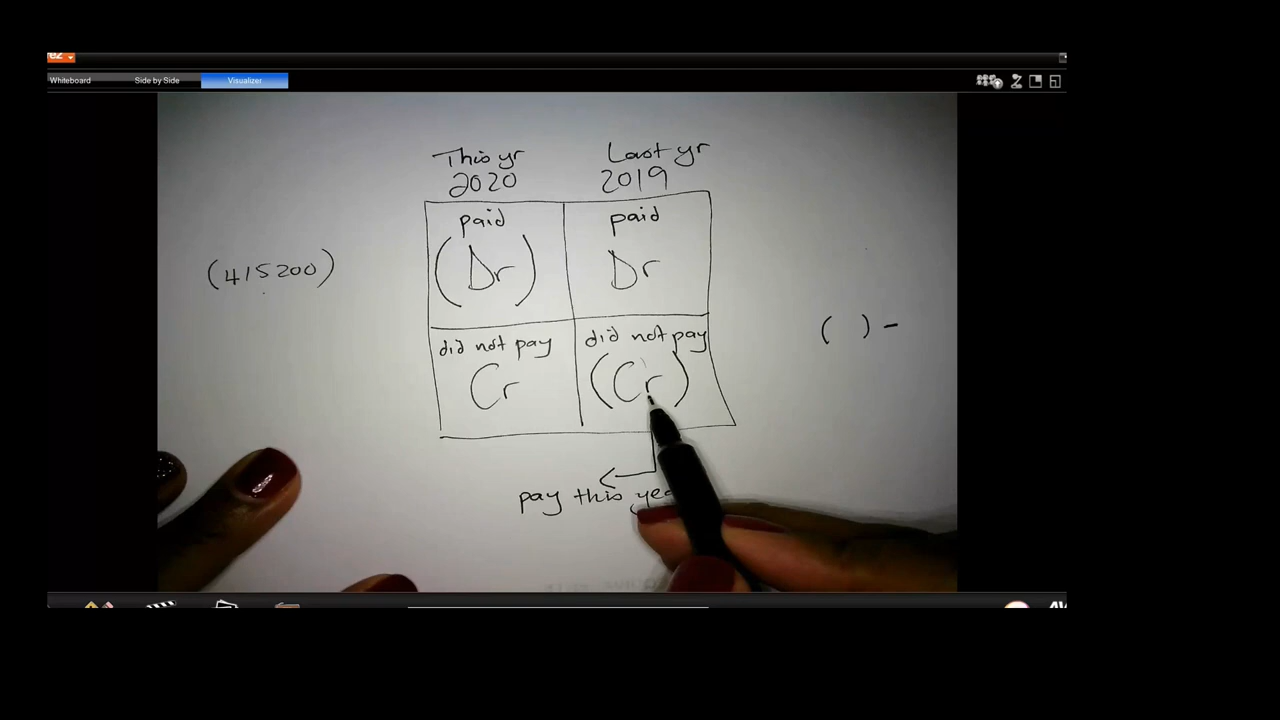 Whiteboard Side by Side Visualizer
This yr Last yr
2020 2019
paid paid
(Dr) Dr
(415200)
( ) -
did not pay did not pay
Cr (Cr)
pay this